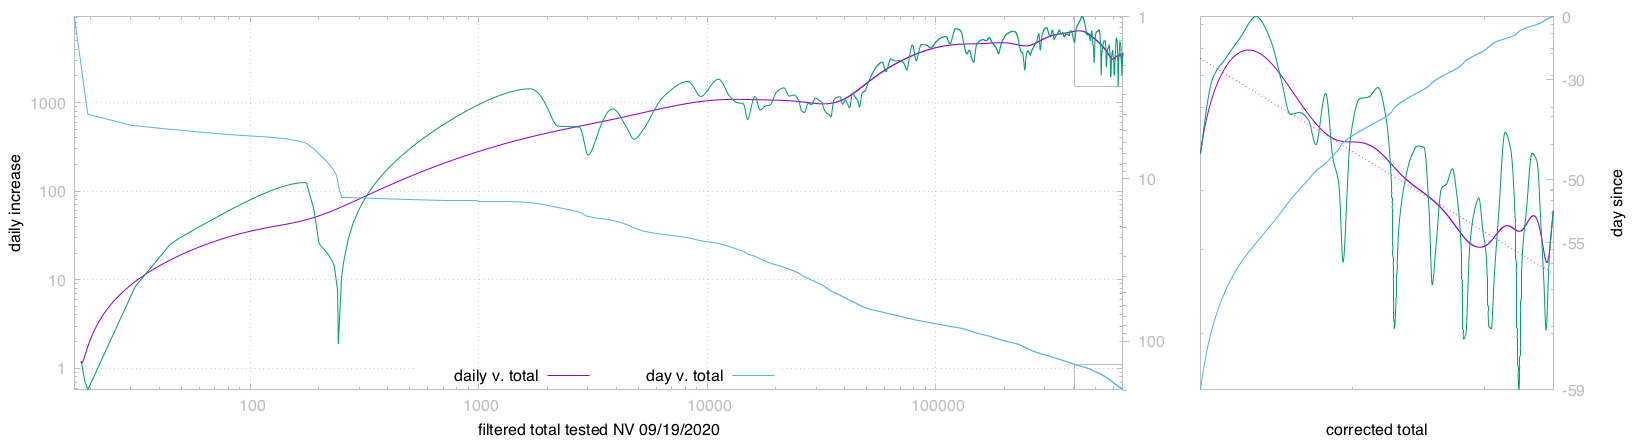 1
0
1000
-30
daily increase
100
10
-50
day since
10
-55
100
1
daily v. total
day v. total
-59
100
1000
10000
100000
filtered total tested NV 09/19/2020
corrected total